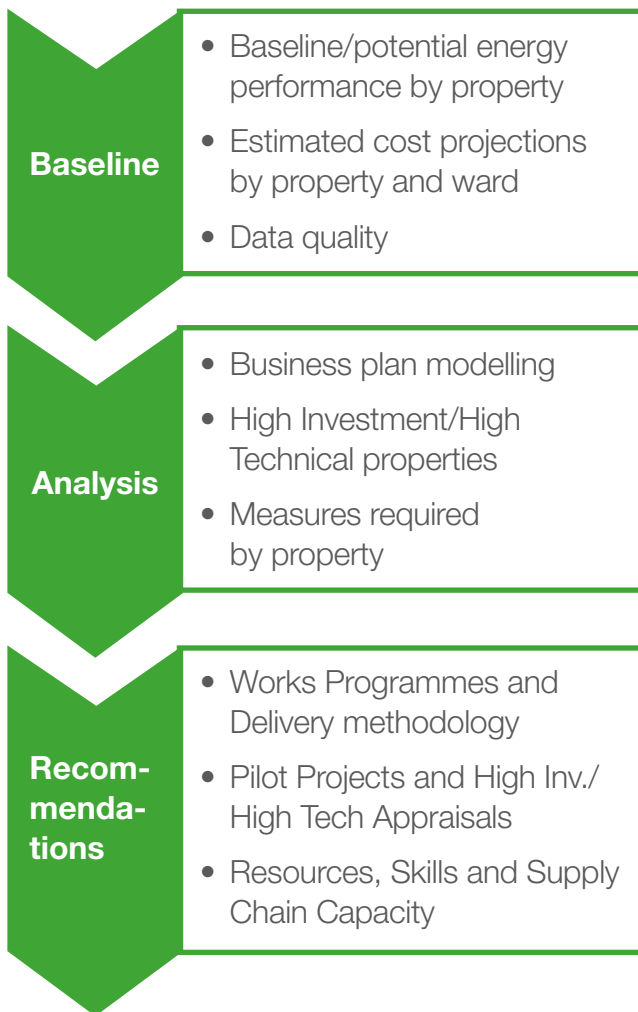 Baseline
• Baseline/potential energy
performance by property
• Estimated cost projections
by property and ward
• Data quality
Analysis
• Business plan modelling
• High Investment/High
Technical properties
• Measures required
by property
Recom-
menda-
tions
• Works Programmes and
Delivery methodology
• Pilot Projects and High Inv./
High Tech Appraisals
• Resources, Skills and Supply
Chain Capacity